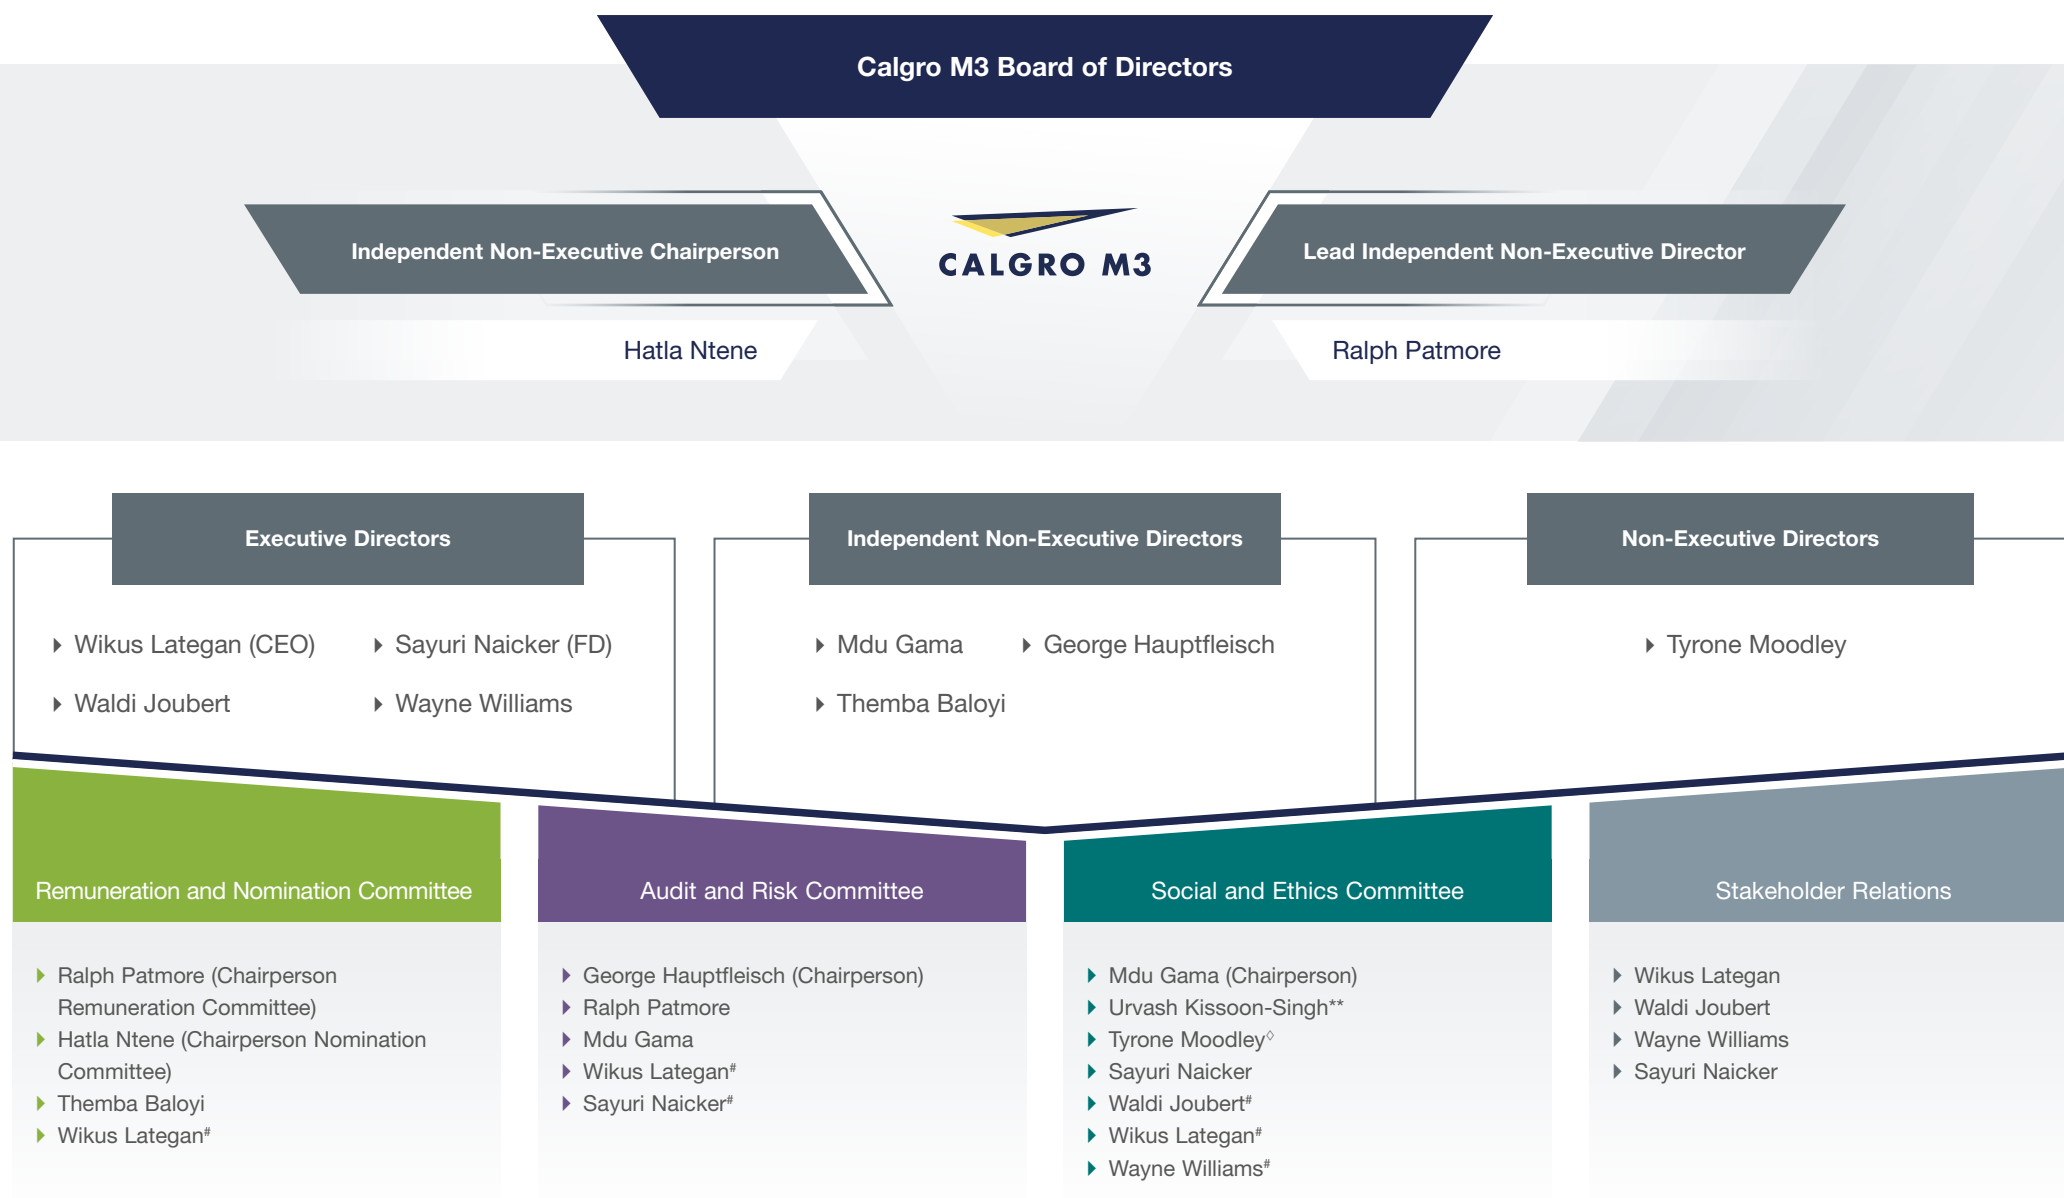 Calgro M3 Board of Directors
Independent Non-Executive Chairperson
CALGRO M3
Lead Independent Non-Executive Director
Hatla Ntene
Ralph Patmore
Executive Directors
Wikus Lategan (CEO)
Sayuri Naicker (FD)
Waldi Joubert
Wayne Williams
Independent Non-Executive Directors
Mdu Gama
George Hauptfleisch
Themba Baloyi
Non-Executive Directors
Tyrone Moodley
Remuneration and Nomination Committee
Ralph Patmore (Chairperson
Remuneration Committee)
Hatla Ntene (Chairperson Nomination
Committee)
Themba Baloyi
Wikus Lategan#
Audit and Risk Committee
George Hauptfleisch (Chairperson)
Ralph Patmore
Mdu Gama
Wikus Lategan#
Sayuri Naicker#
Social and Ethics Committee
Mdu Gama (Chairperson)
Urvash Kissoon-Singh**
Tyrone Moodley◊
Sayuri Naicker
Waldi Joubert#
Wikus Lategan#
Wayne Williams#
Stakeholder Relations
Wikus Lategan
Waldi Joubert
Wayne Williams
Sayuri Naicker